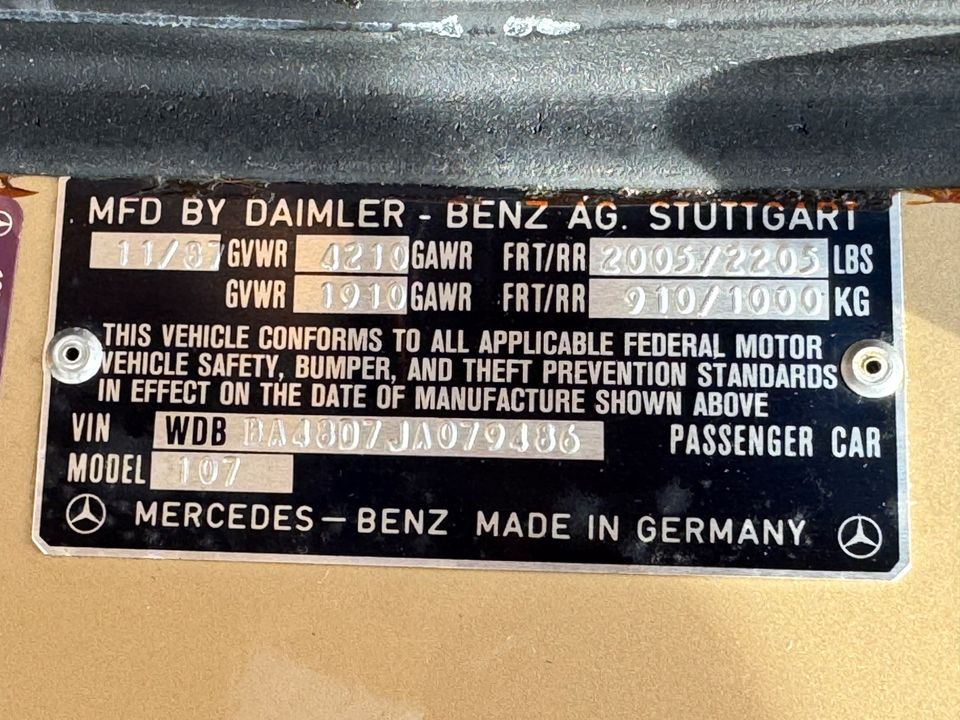 MFD BY DAIMLER - BENZ AG. STUTTGART
11/87 GVWR 4210 GAWR FRT/RR 2005/2205 LBS
GVWR 1910 GAWR FRT/RR 910/1000 KG
THIS VEHICLE CONFORMS TO ALL APPLICABLE FEDERAL MOTOR
VEHICLE SAFETY, BUMPER, AND THEFT PREVENTION STANDARDS
IN EFFECT ON THE DATE OF MANUFACTURE SHOWN ABOVE
VIN WDB BA48D7JA079486 PASSENGER CAR
MODEL 107
MERCEDES-BENZ MADE IN GERMANY